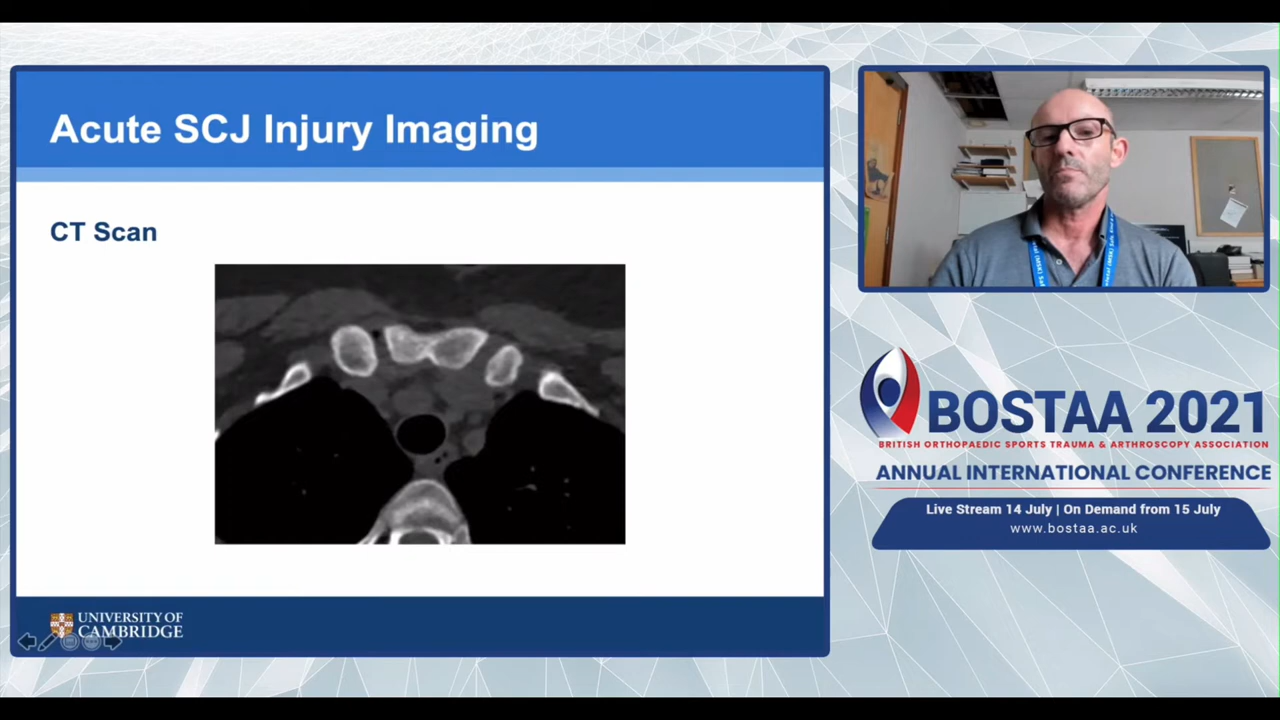 Acute SCJ Injury Imaging
CT Scan
UNIVERSITY OF
CAMBRIDGE
BOSTAA 2021
BRITISH ORTHOPAEDIC SPORTS TRAUMA & ARTHROSCOPY ASSOCIATION
ANNUAL INTERNATIONAL CONFERENCE
Live Stream 14 July | On Demand from 15 July
www.bostaa.ac.uk